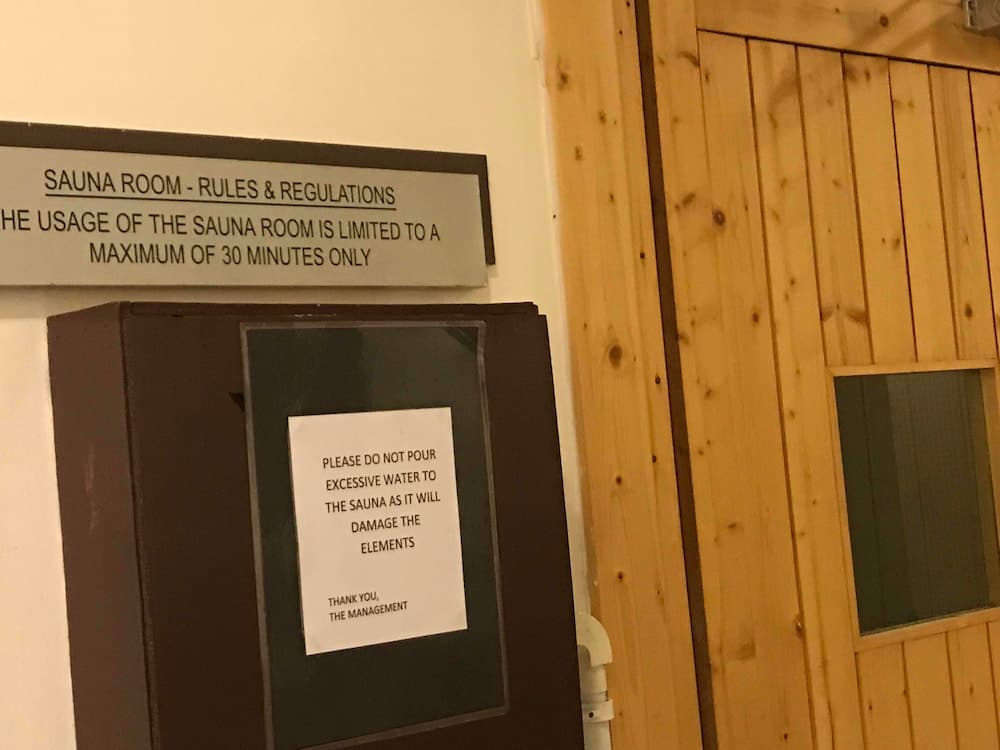 SAUNA ROOM - RULES & REGULATIONS
HE USAGE OF THE SAUNA ROOM IS LIMITED TO A
MAXIMUM OF 30 MINUTES ONLY
PLEASE DO NOT POUR
EXCESSIVE WATER TO
THE SAUNA AS IT WILL
DAMAGE THE
ELEMENTS
THANK YOU,
THE MANAGEMENT